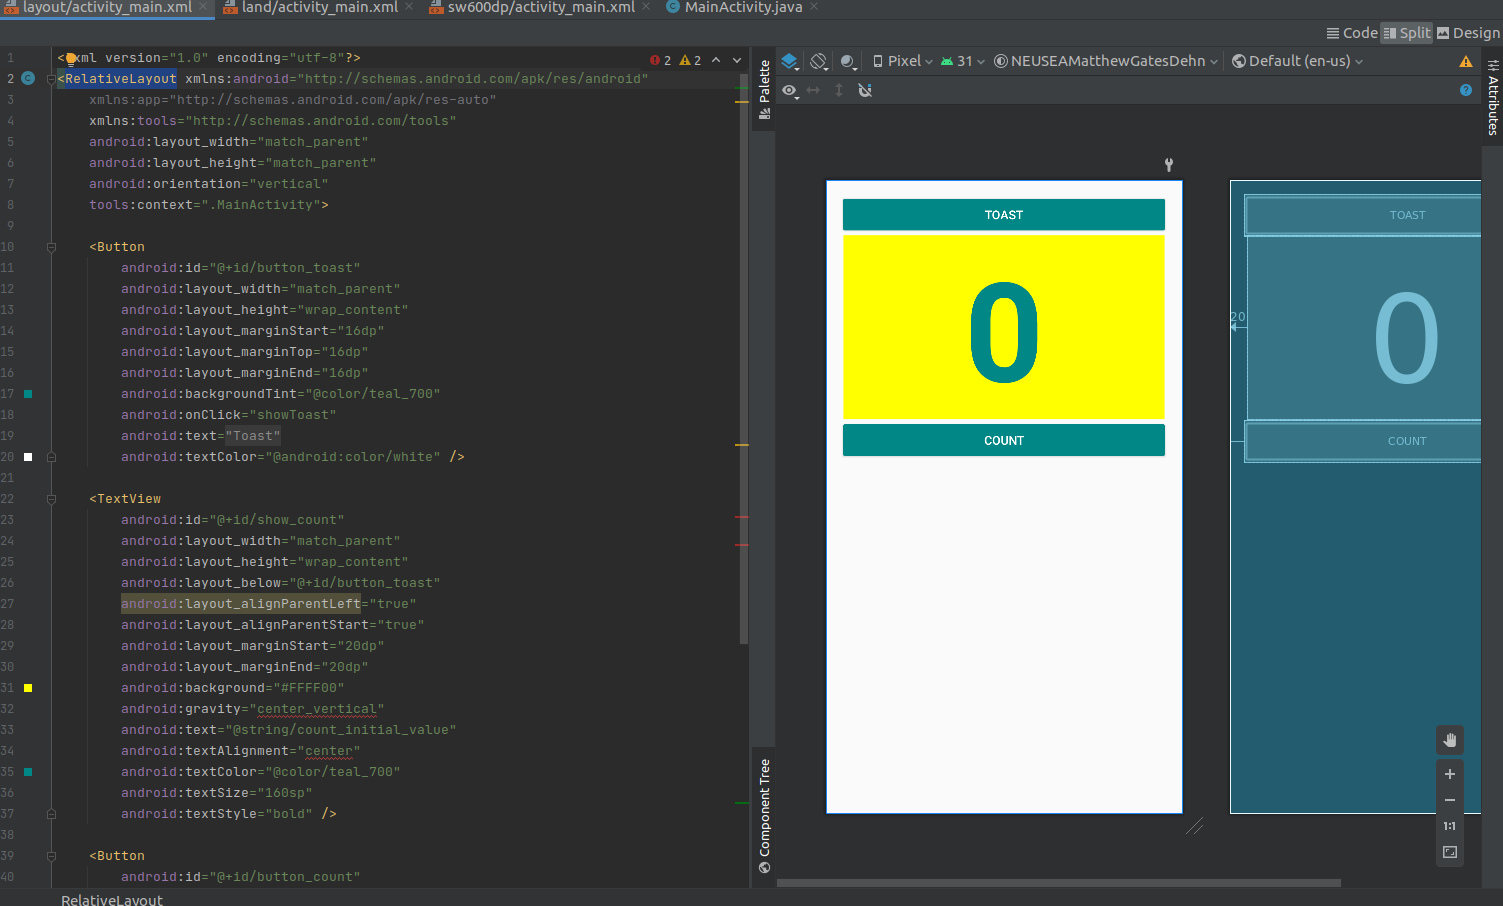 layout/activity_main.xml land/activity_main.xml sw600dp/activity_main.xml MainActivity.java
Code Split Design
1 <?xml version="1.0" encoding="utf-8"?> 2 2
2 <RelativeLayout xmlns:android="http://schemas.android.com/apk/res/android"
3 xmlns:app="http://schemas.android.com/apk/res-auto"
4 xmlns:tools="http://schemas.android.com/tools"
5 android:layout_width="match_parent"
6 android:layout_height="match_parent"
7 android:orientation="vertical"
8 tools:context=".MainActivity">
9
10 <Button
11 android:id="@+id/button_toast"
12 android:layout_width="match_parent"
13 android:layout_height="wrap_content"
14 android:layout_marginStart="16dp"
15 android:layout_marginTop="16dp"
16 android:layout_marginEnd="16dp"
17 android:backgroundTint="@color/teal_700"
18 android:onClick="showToast"
19 android:text="Toast"
20 android:textColor="@android:color/white" />
21
22 <TextView
23 android:id="@+id/show_count"
24 android:layout_width="match_parent"
25 android:layout_height="wrap_content"
26 android:layout_below="@+id/button_toast"
27 android:layout_alignParentLeft="true"
28 android:layout_alignParentStart="true"
29 android:layout_marginStart="20dp"
30 android:layout_marginEnd="20dp"
31 android:background="#FFFF00"
32 android:gravity="center_vertical"
33 android:text="@string/count_initial_value"
34 android:textAlignment="center"
35 android:textColor="@color/teal_700"
36 android:textSize="160sp"
37 android:textStyle="bold" />
38
39 <Button
40 android:id="@+id/button_count"
RelativeLayout
Palette
Component Tree
Pixel 31 NEUSEAMatthewGatesDehn Default (en-us)
?
Attributes
TOAST
0
COUNT
TOAST
20
0
COUNT
+
−
1:1